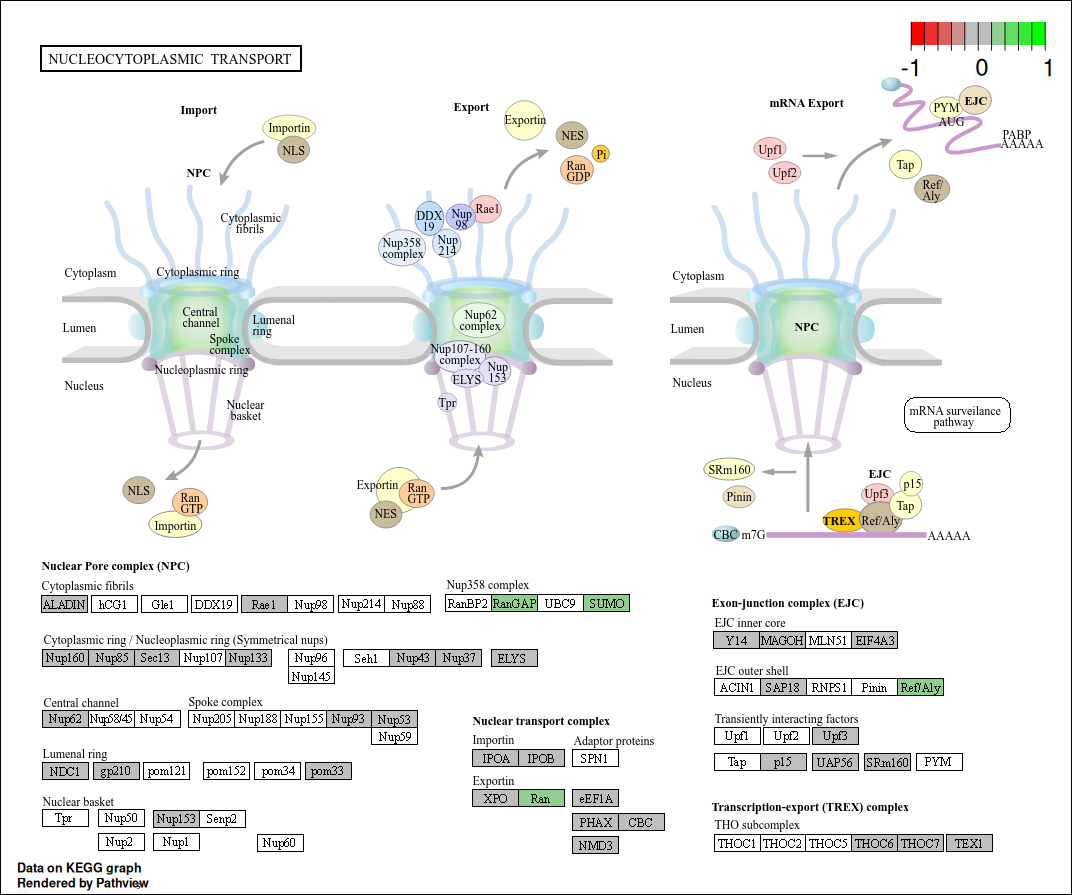 NUCLEOCYTOPLASMIC TRANSPORT
-1 0 1
Import
Importin
NLS
NPC
Cytoplasmic
fibrils
Cytoplasm
Cytoplasmic ring
Central
channel
Lumenal
ring
Lumen
Spoke
complex
Nucleoplasmic ring
Nucleus
Nuclear
basket
NLS
Ran
GTP
Importin
Export
Exportin
NES
Pi
Ran
GDP
DDX
19
Nup
98
Rae1
Nup358
complex
Nup
214
Nup62
complex
Nup107-160
complex
Nup
153
ELYS
Tpr
Exportin
Ran
GTP
NES
mRNA Export
PYM
EJC
AUG
PABP
AAAAA
Upf1
Upf2
Tap
Ref/
Aly
Cytoplasm
Lumen
NPC
Nucleus
mRNA surveilance
pathway
SRm160
Pinin
EJC
Upf3
p15
Tap
TREX
Ref/Aly
CBC
m7G
AAAAA
Nuclear Pore complex (NPC)
Cytoplasmic fibrils
ALADIN hCG1 Gle1 DDX19 Rae1 Nup98 Nup214 Nup88
Nup358 complex
RanBP2 RanGAP UBC9 SUMO
Cytoplasmic ring / Nucleoplasmic ring (Symmetrical nups)
Nup160 Nup85 Sec13 Nup107 Nup133 Nup96 Seh1 Nup43 Nup37 ELYS
Nup145
Central channel
Nup62 Nup58/45 Nup54
Spoke complex
Nup205 Nup188 Nup155 Nup93 Nup53
Nup59
Lumenal ring
NDC1 gp210 pom121 pom152 pom34 pom33
Nuclear basket
Tpr Nup50 Nup153 Senp2
Nup2 Nup1 Nup60
Nuclear transport complex
Importin
IPOA IPOB
Adaptor proteins
SPN1
Exportin
XPO Ran eEF1A
PHAX CBC
NMD3
Exon-junction complex (EJC)
EJC inner core
Y14 MAGOH MLN51 EIF4A3
EJC outer shell
ACIN1 SAP18 RNPS1 Pinin Ref/Aly
Transiently interacting factors
Upf1 Upf2 Upf3
Tap p15 UAP56 SRm160 PYM
Transcription-export (TREX) complex
THO subcomplex
THOC1 THOC2 THOC5 THOC6 THOC7 TEX1
Data on KEGG graph
Rendered by Pathview